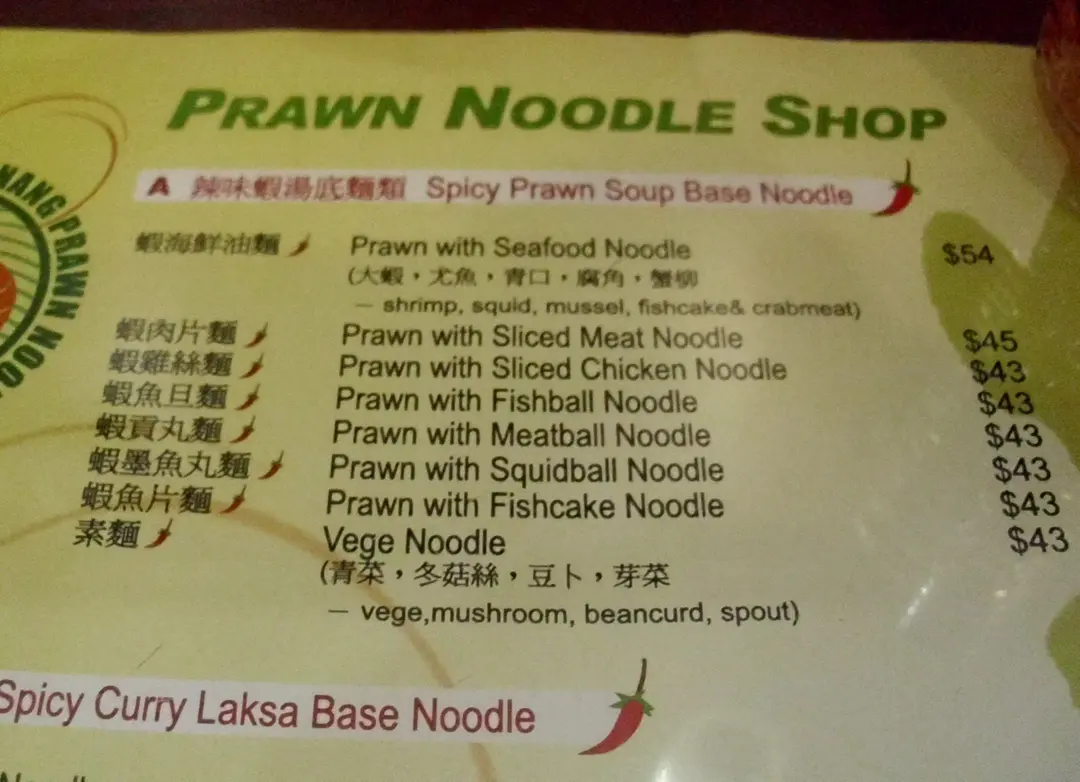 PRAWN NOODLE SHOP
NANG PRAWN NOO
A 辣味蝦湯底麵類 Spicy Prawn Soup Base Noodle
蝦海鮮油麵 Prawn with Seafood Noodle $54
(大蝦，尤魚，青口，腐角，蟹柳
— shrimp, squid, mussel, fishcake& crabmeat)
蝦肉片麵 Prawn with Sliced Meat Noodle $45
蝦雞絲麵 Prawn with Sliced Chicken Noodle $43
蝦魚旦麵 Prawn with Fishball Noodle $43
蝦貢丸麵 Prawn with Meatball Noodle $43
蝦墨魚丸麵 Prawn with Squidball Noodle $43
蝦魚片麵 Prawn with Fishcake Noodle $43
素麵 Vege Noodle $43
(青菜，冬菇絲，豆卜，芽菜
— vege,mushroom, beancurd, spout)
Spicy Curry Laksa Base Noodle